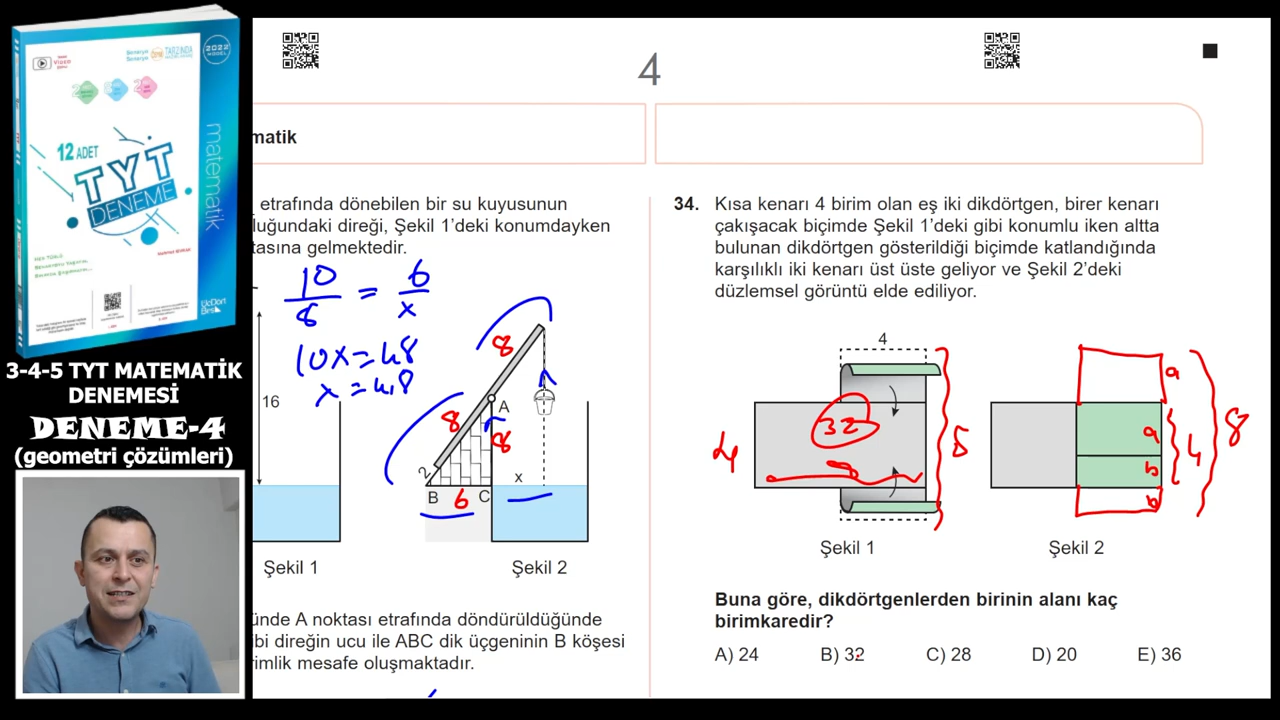 2022
matematik
12 ADET
TYT
DENEME
ÜcDört
Beş
3-4-5 TYT MATEMATİK
DENEMESİ
DENEME-4
(geometri çözümleri)
4
matik
etrafında dönebilen bir su kuyusunun
luğundaki direği, Şekil 1'deki konumdayken
tasına gelmektedir.
10/8 = 6/x
10x=48
x=4,8
16
8
8
A
8
2
B
6
C
x
Şekil 1
Şekil 2
ünde A noktası etrafında döndürüldüğünde
ibi direğin ucu ile ABC dik üçgeninin B köşesi
rimlik mesafe oluşmaktadır.
34. Kısa kenarı 4 birim olan eş iki dikdörtgen, birer kenarı
çakışacak biçimde Şekil 1'deki gibi konumlu iken altta
bulunan dikdörtgen gösterildiği biçimde katlandığında
karşılıklı iki kenarı üst üste geliyor ve Şekil 2'deki
düzlemsel görüntü elde ediliyor.
4
4
32
8
8
a
a
b
b
4
8
Şekil 1
Şekil 2
Buna göre, dikdörtgenlerden birinin alanı kaç
birimkaredir?
A) 24
B) 32
C) 28
D) 20
E) 36